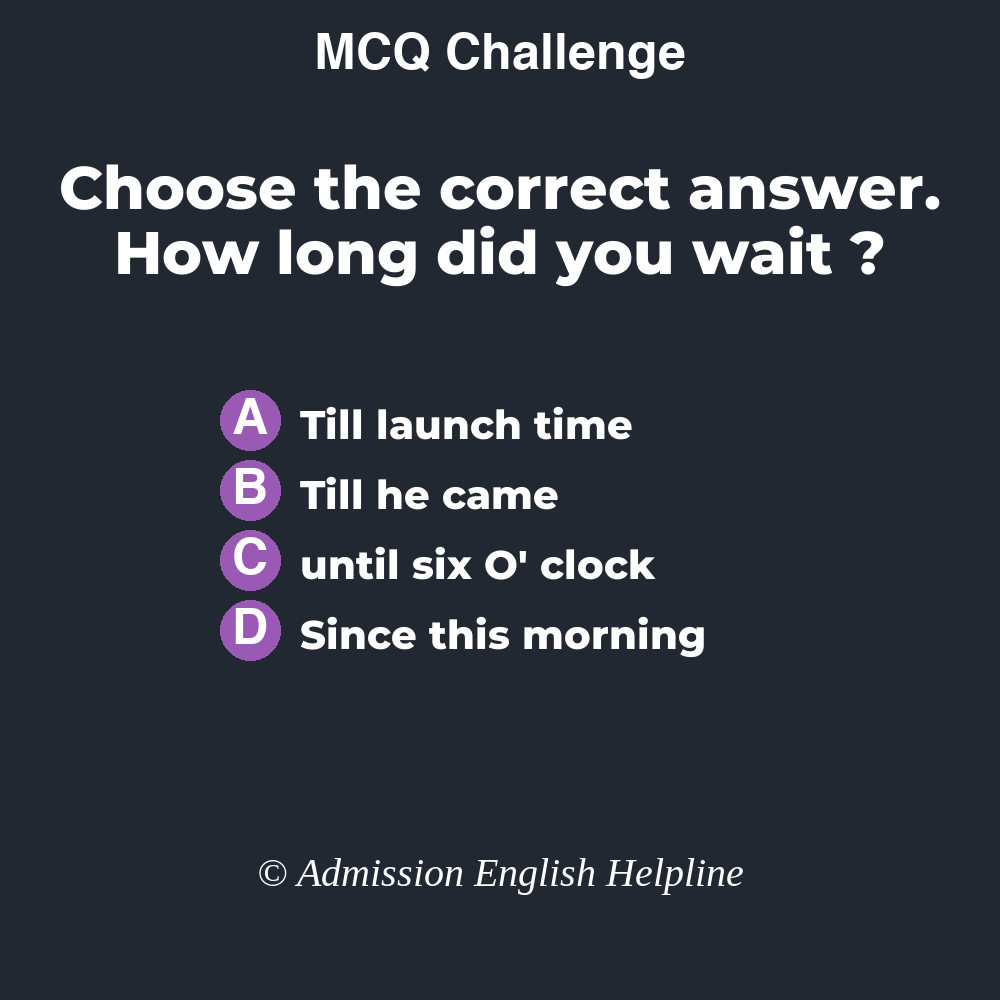 MCQ Challenge
Choose the correct answer.
How long did you wait ?
A Till launch time
B Till he came
C until six O' clock
D Since this morning
© Admission English Helpline